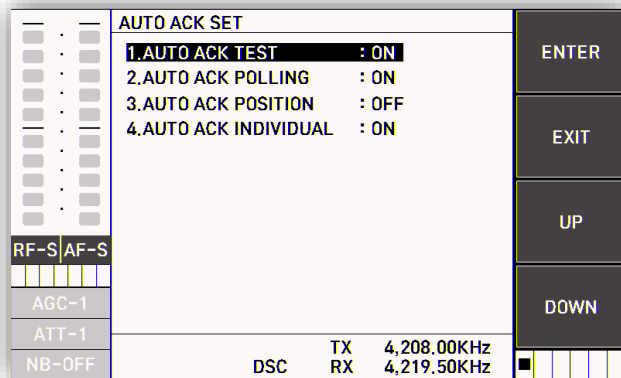 AUTO ACK SET
1.AUTO ACK TEST : ON
2.AUTO ACK POLLING : ON
3.AUTO ACK POSITION : OFF
4.AUTO ACK INDIVIDUAL : ON
ENTER
EXIT
UP
DOWN
RF-S AF-S
AGC-1
ATT-1
NB-OFF
TX 4,208.00KHz
DSC RX 4,219.50KHz